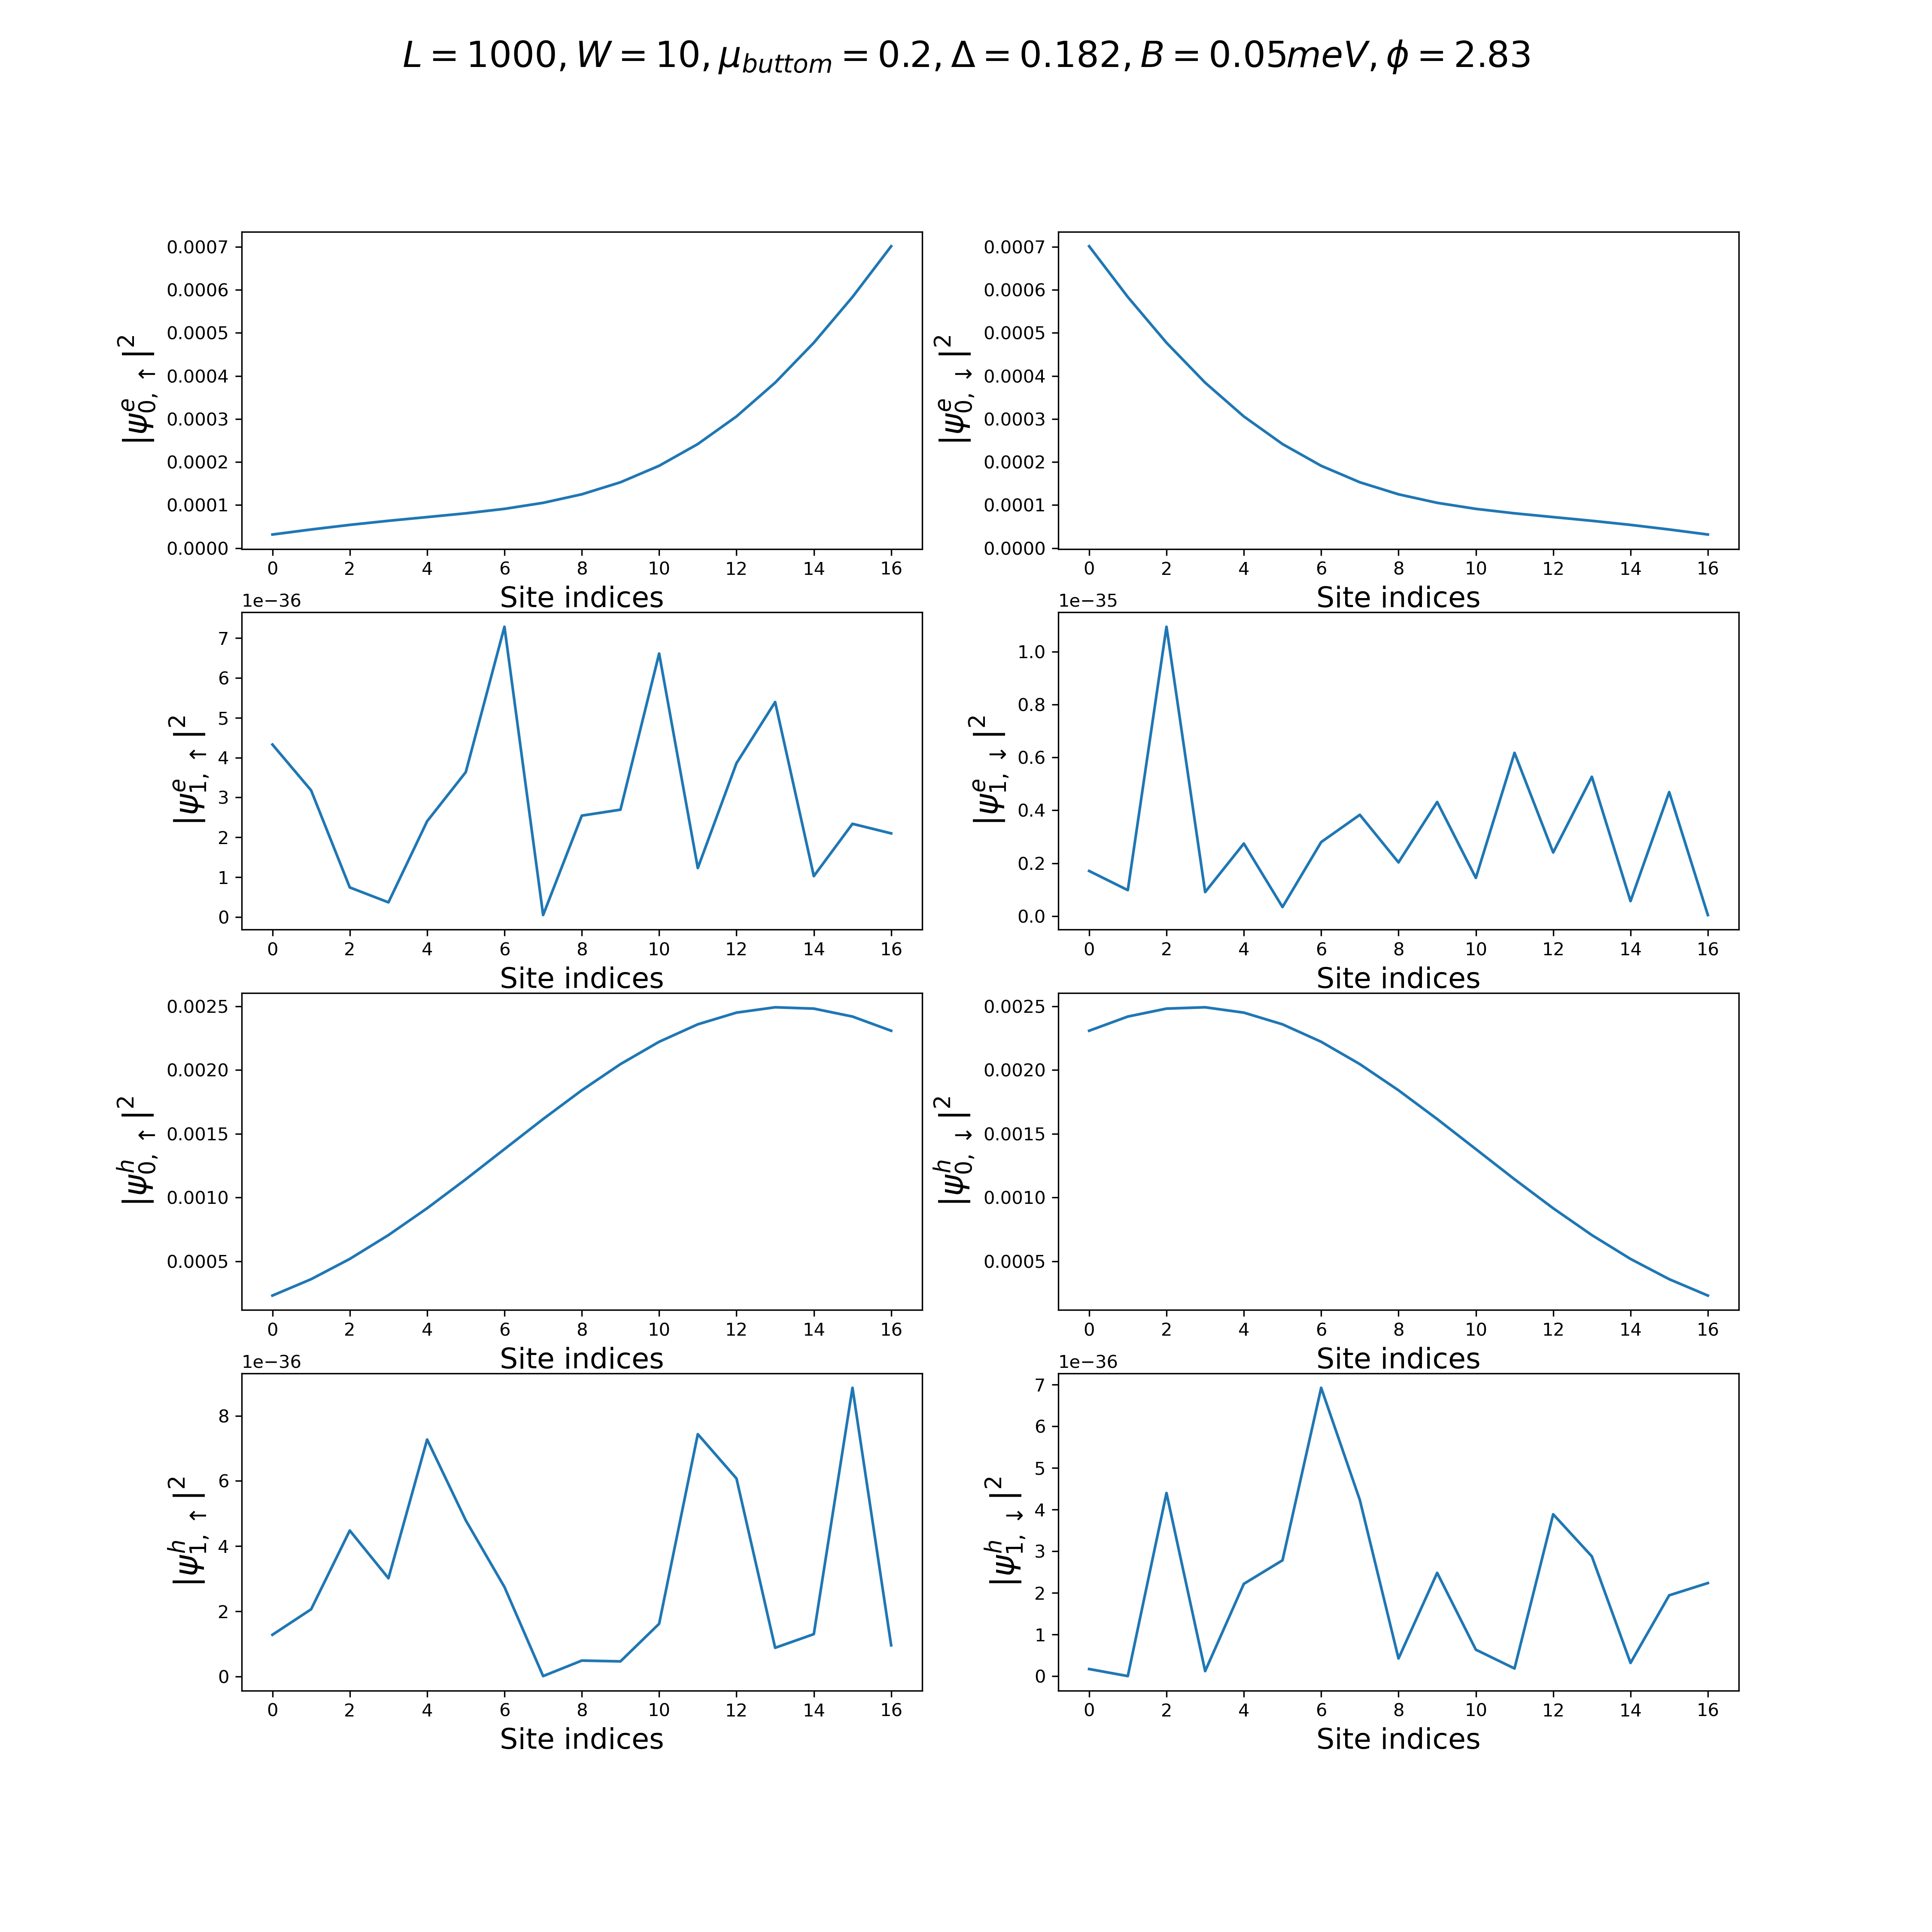 L = 1000, W = 10, μ_buttom = 0.2, Δ = 0.182, B = 0.05meV, ϕ = 2.83
|ψ^e_{0, ↑}|^2
0.0007
0.0006
0.0005
0.0004
0.0003
0.0002
0.0001
0.0000
0 2 4 6 8 10 12 14 16
Site indices
|ψ^e_{0, ↓}|^2
0.0007
0.0006
0.0005
0.0004
0.0003
0.0002
0.0001
0.0000
0 2 4 6 8 10 12 14 16
Site indices
1e−36
|ψ^e_{1, ↑}|^2
7
6
5
4
3
2
1
0
0 2 4 6 8 10 12 14 16
Site indices
1e−35
|ψ^e_{1, ↓}|^2
1.0
0.8
0.6
0.4
0.2
0.0
0 2 4 6 8 10 12 14 16
Site indices
|ψ^h_{0, ↑}|^2
0.0025
0.0020
0.0015
0.0010
0.0005
0 2 4 6 8 10 12 14 16
Site indices
|ψ^h_{0, ↓}|^2
0.0025
0.0020
0.0015
0.0010
0.0005
0 2 4 6 8 10 12 14 16
Site indices
1e−36
|ψ^h_{1, ↑}|^2
8
6
4
2
0
0 2 4 6 8 10 12 14 16
Site indices
1e−36
|ψ^h_{1, ↓}|^2
7
6
5
4
3
2
1
0
0 2 4 6 8 10 12 14 16
Site indices